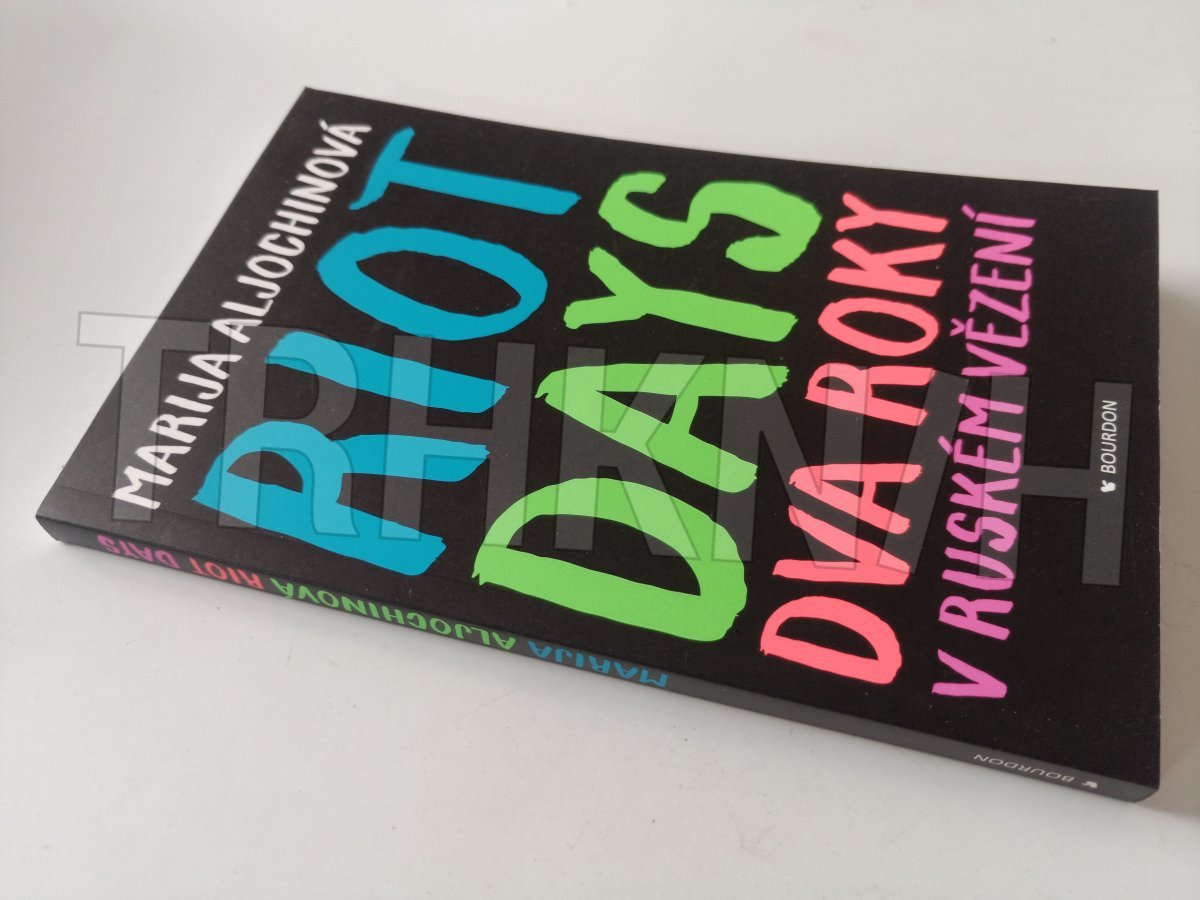 MARIJA ALJOCHINOVÁ
RIOT
DAYS
DVA ROKY
V RUSKÉM VĚZENÍ
BOURDON
MARIJA ALJOCHINOVÁ RIOT DAYS
BOURDON
TRHKNIH